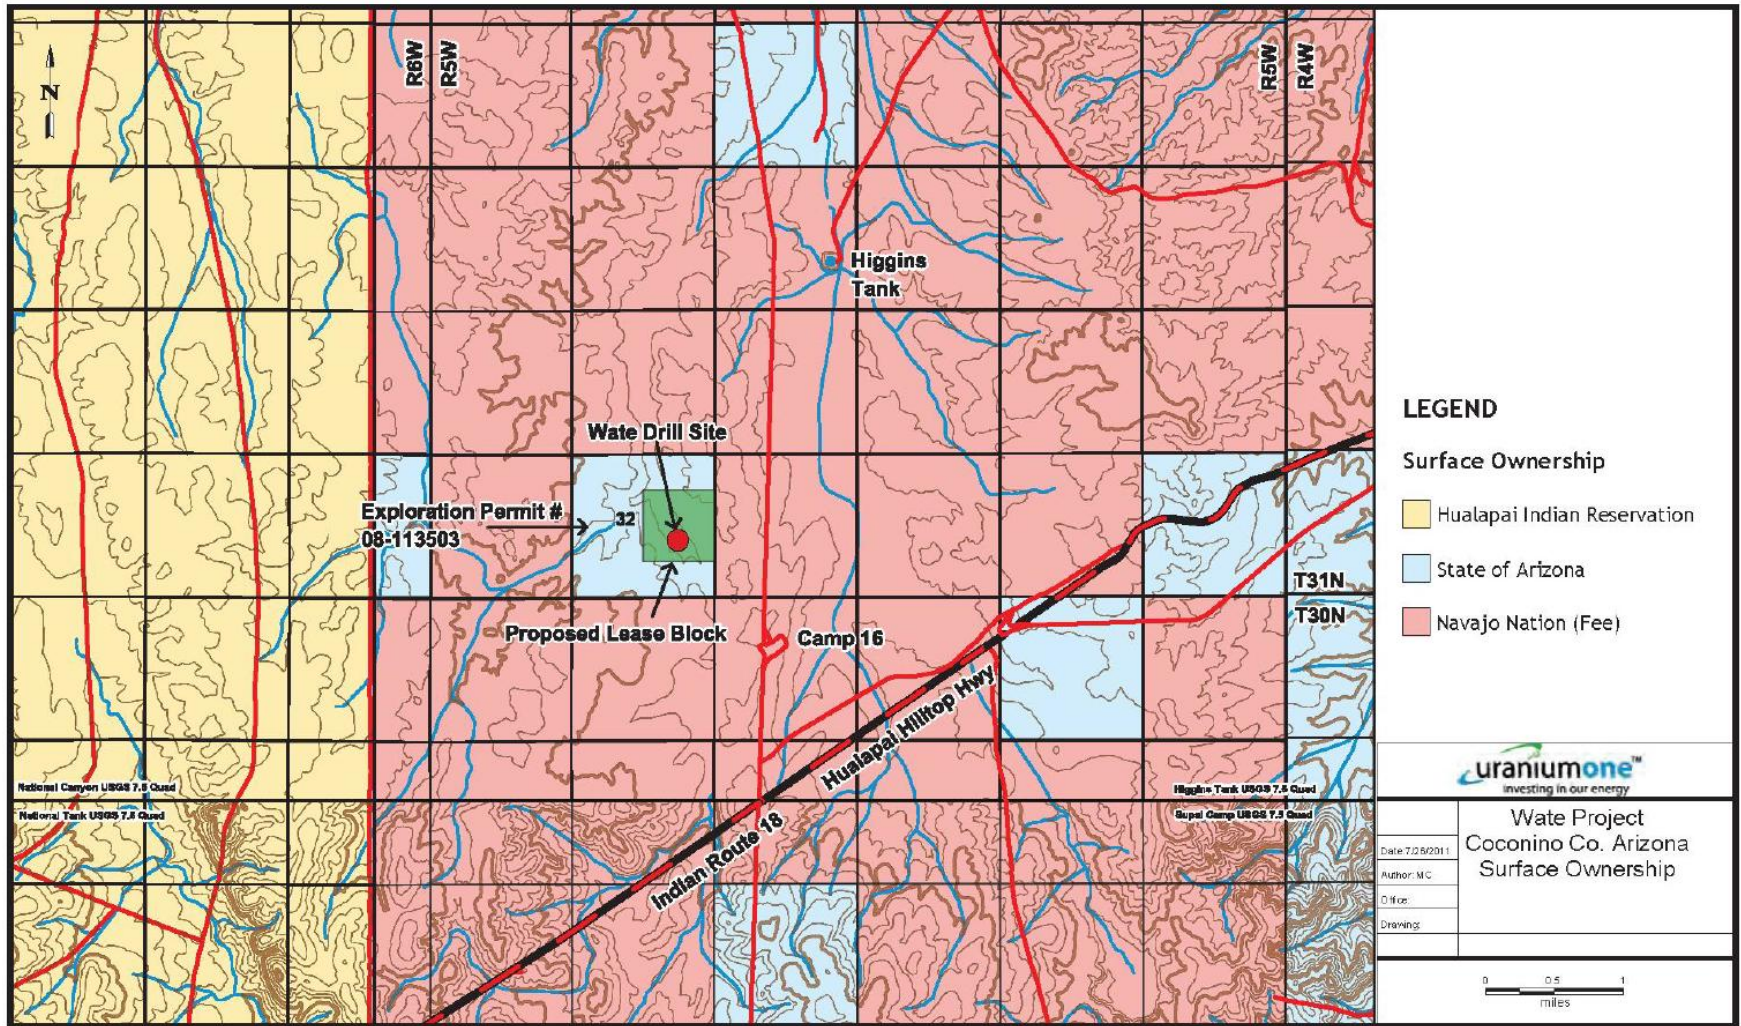 N
R6W
R5W
R5W
R4W
Higgins
Tank
Wate Drill Site
Exploration Permit #
08-113503
32
Proposed Lease Block
Camp 16
T31N
T30N
Hualapai Hilltop Hwy
Indian Route 18
National Canyon USGS 7.5 Quad
National Tank USGS 7.5 Quad
Higgins Tank USGS 7.5 Quad
Supai Camp USGS 7.5 Quad
LEGEND
Surface Ownership
Hualapai Indian Reservation
State of Arizona
Navajo Nation (Fee)
uraniumone™
investing in our energy
Wate Project
Coconino Co. Arizona
Surface Ownership
Date 7/26/2011
Author: MC
Office:
Drawing:
0 0.5 1
miles